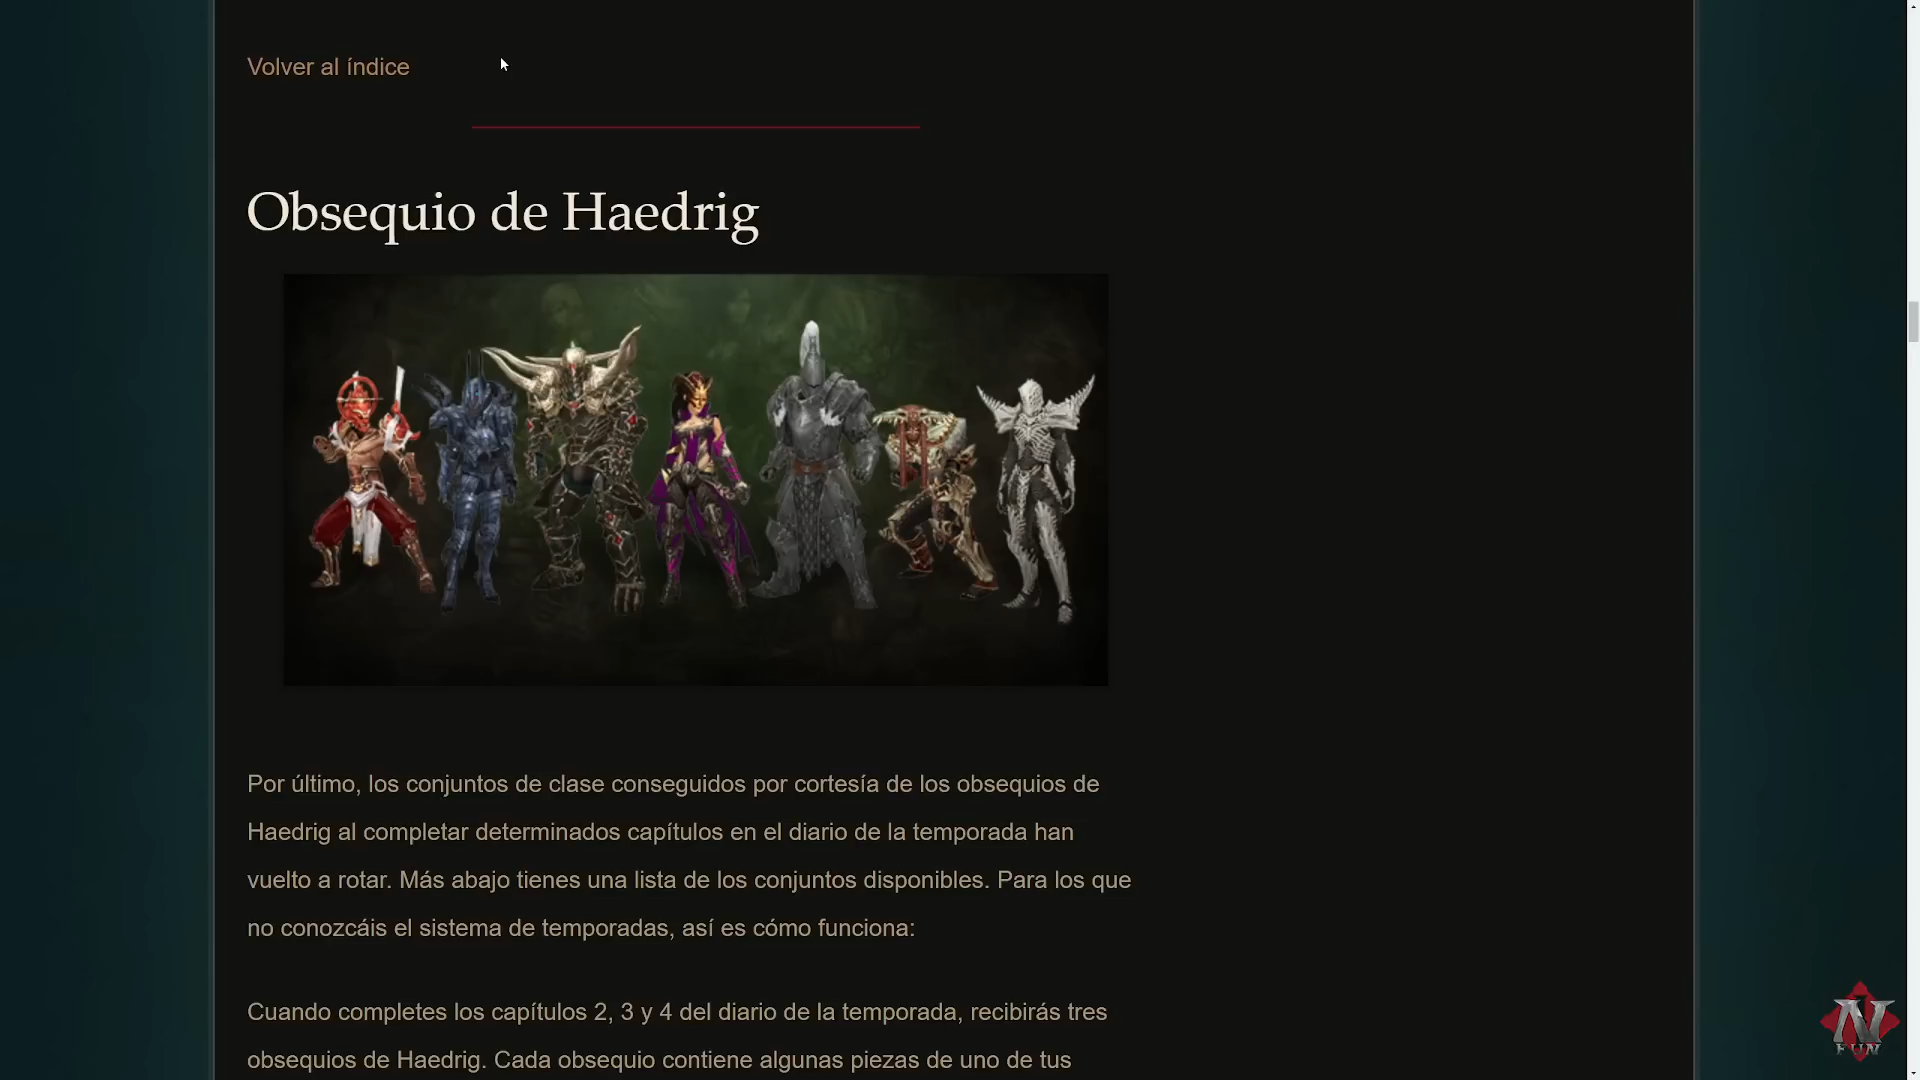 Volver al índice
Obsequio de Haedrig
Por último, los conjuntos de clase conseguidos por cortesía de los obsequios de
Haedrig al completar determinados capítulos en el diario de la temporada han
vuelto a rotar. Más abajo tienes una lista de los conjuntos disponibles. Para los que
no conozcáis el sistema de temporadas, así es cómo funciona:
Cuando completes los capítulos 2, 3 y 4 del diario de la temporada, recibirás tres
obsequios de Haedrig. Cada obsequio contiene algunas piezas de uno de tus
N
FUN